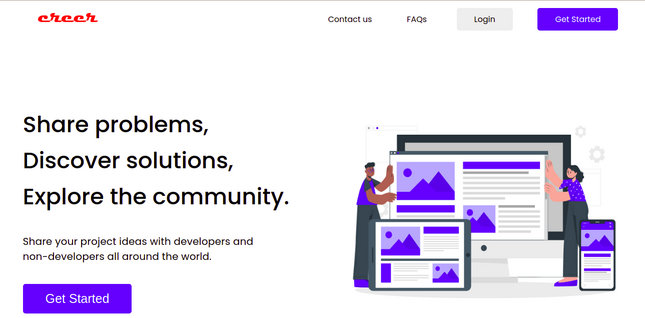 creer
Contact us
FAQs
Login
Get Started
Share problems,
Discover solutions,
Explore the community.
Share your project ideas with developers and
non-developers all around the world.
Get Started